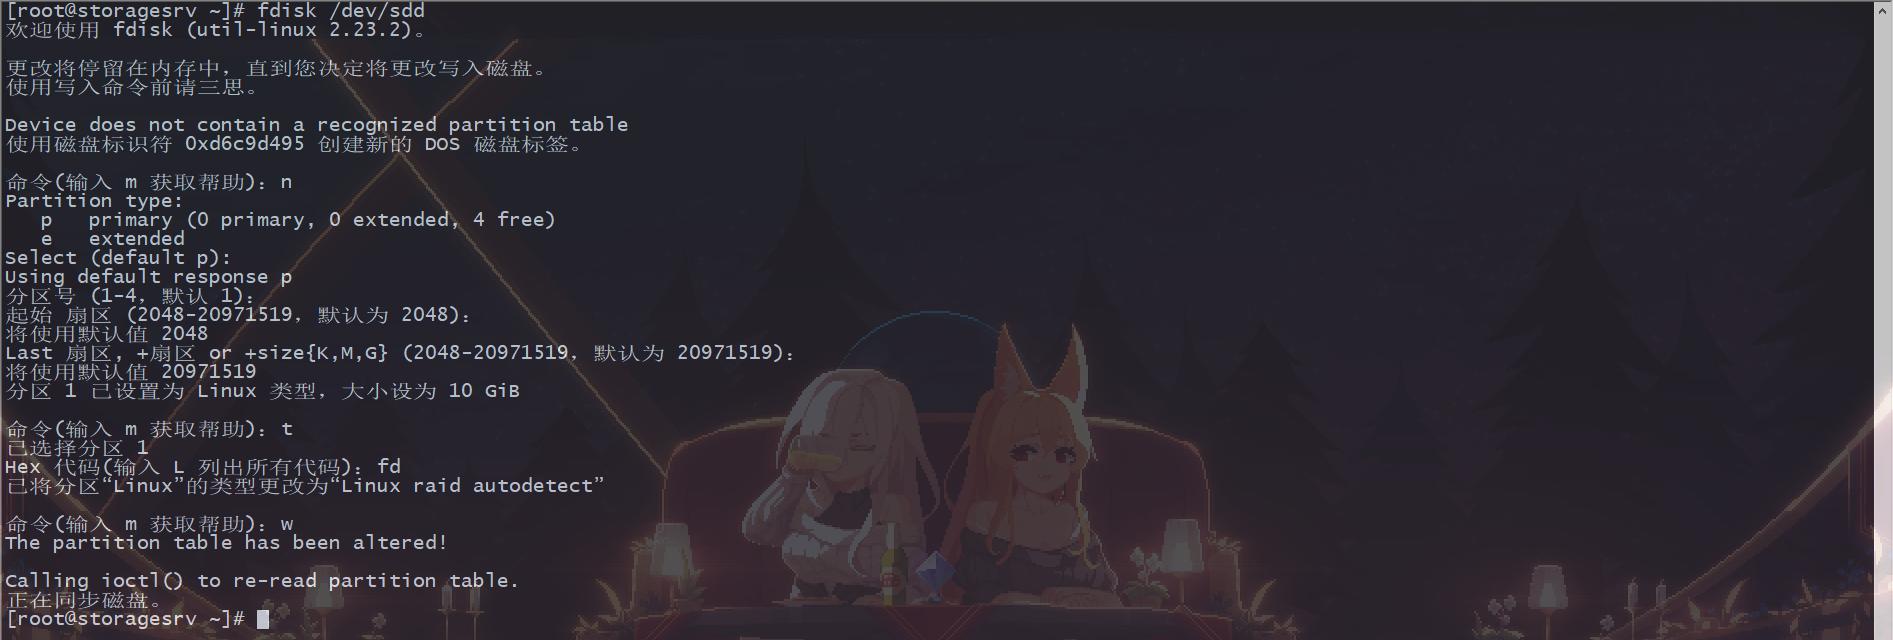 [root@storagesrv ~]# fdisk /dev/sdd
欢迎使用 fdisk (util-linux 2.23.2)。
更改将停留在内存中，直到您决定将更改写入磁盘。
使用写入命令前请三思。
Device does not contain a recognized partition table
使用磁盘标识符 0xd6c9d495 创建新的 DOS 磁盘标签。
命令(输入 m 获取帮助)：n
Partition type:
   p   primary (0 primary, 0 extended, 4 free)
   e   extended
Select (default p):
Using default response p
分区号 (1-4，默认 1)：
起始 扇区 (2048-20971519，默认为 2048)：
将使用默认值 2048
Last 扇区, +扇区 or +size{K,M,G} (2048-20971519，默认为 20971519)：
将使用默认值 20971519
分区 1 已设置为 Linux 类型，大小设为 10 GiB
命令(输入 m 获取帮助)：t
已选择分区 1
Hex 代码(输入 L 列出所有代码)：fd
已将分区“Linux”的类型更改为“Linux raid autodetect”
命令(输入 m 获取帮助)：w
The partition table has been altered!
Calling ioctl() to re-read partition table.
正在同步磁盘。
[root@storagesrv ~]#